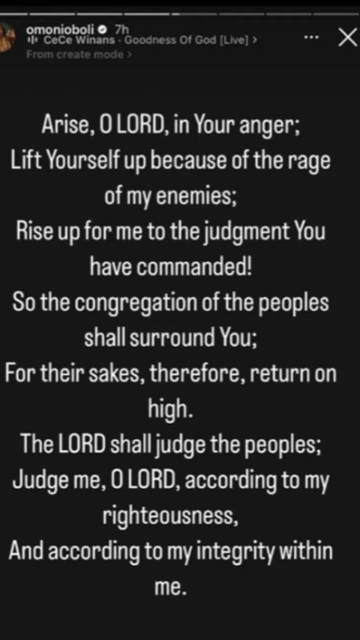 omonioboli 7h
CeCe Winans · Goodness Of God [Live] >
From create mode >
Arise, O LORD, in Your anger;
Lift Yourself up because of the rage
of my enemies;
Rise up for me to the judgment You
have commanded!
So the congregation of the peoples
shall surround You;
For their sakes, therefore, return on
high.
The LORD shall judge the peoples;
Judge me, O LORD, according to my
righteousness,
And according to my integrity within
me.